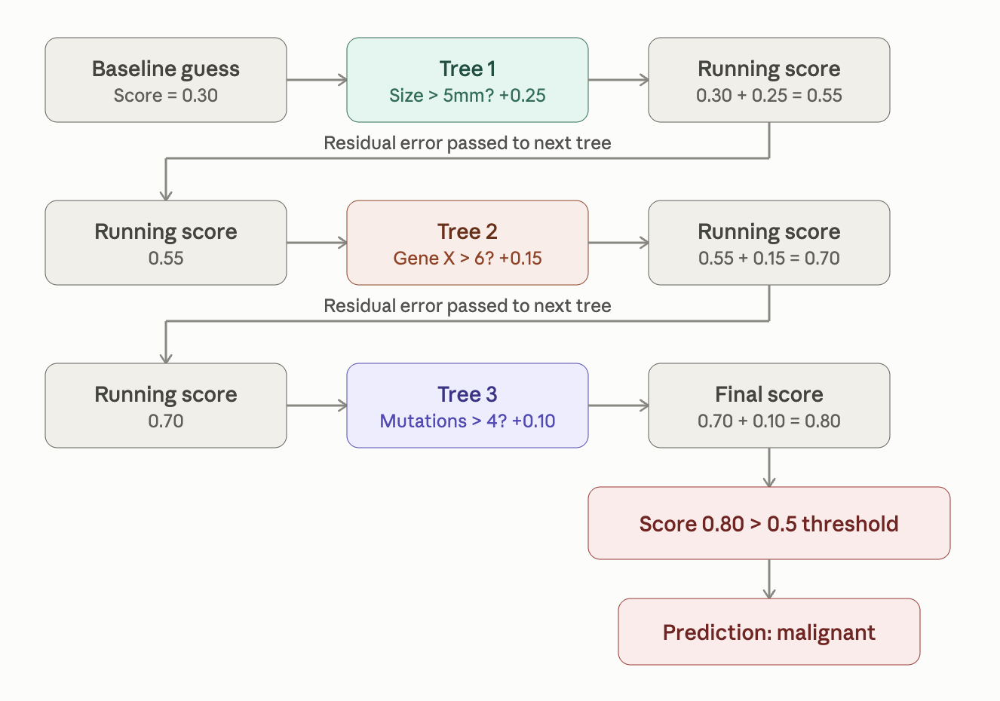 Baseline guess
Score = 0.30
Tree 1
Size > 5mm? +0.25
Running score
0.30 + 0.25 = 0.55
Residual error passed to next tree
Running score
0.55
Tree 2
Gene X > 6? +0.15
Running score
0.55 + 0.15 = 0.70
Residual error passed to next tree
Running score
0.70
Tree 3
Mutations > 4? +0.10
Final score
0.70 + 0.10 = 0.80
Score 0.80 > 0.5 threshold
Prediction: malignant